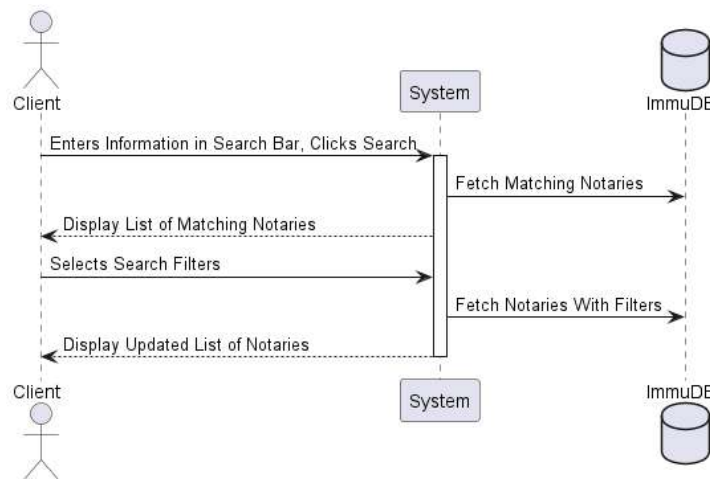 Client
System
ImmuDB
Enters Information in Search Bar, Clicks Search
Fetch Matching Notaries
Display List of Matching Notaries
Selects Search Filters
Fetch Notaries With Filters
Display Updated List of Notaries
Client
System
ImmuDB